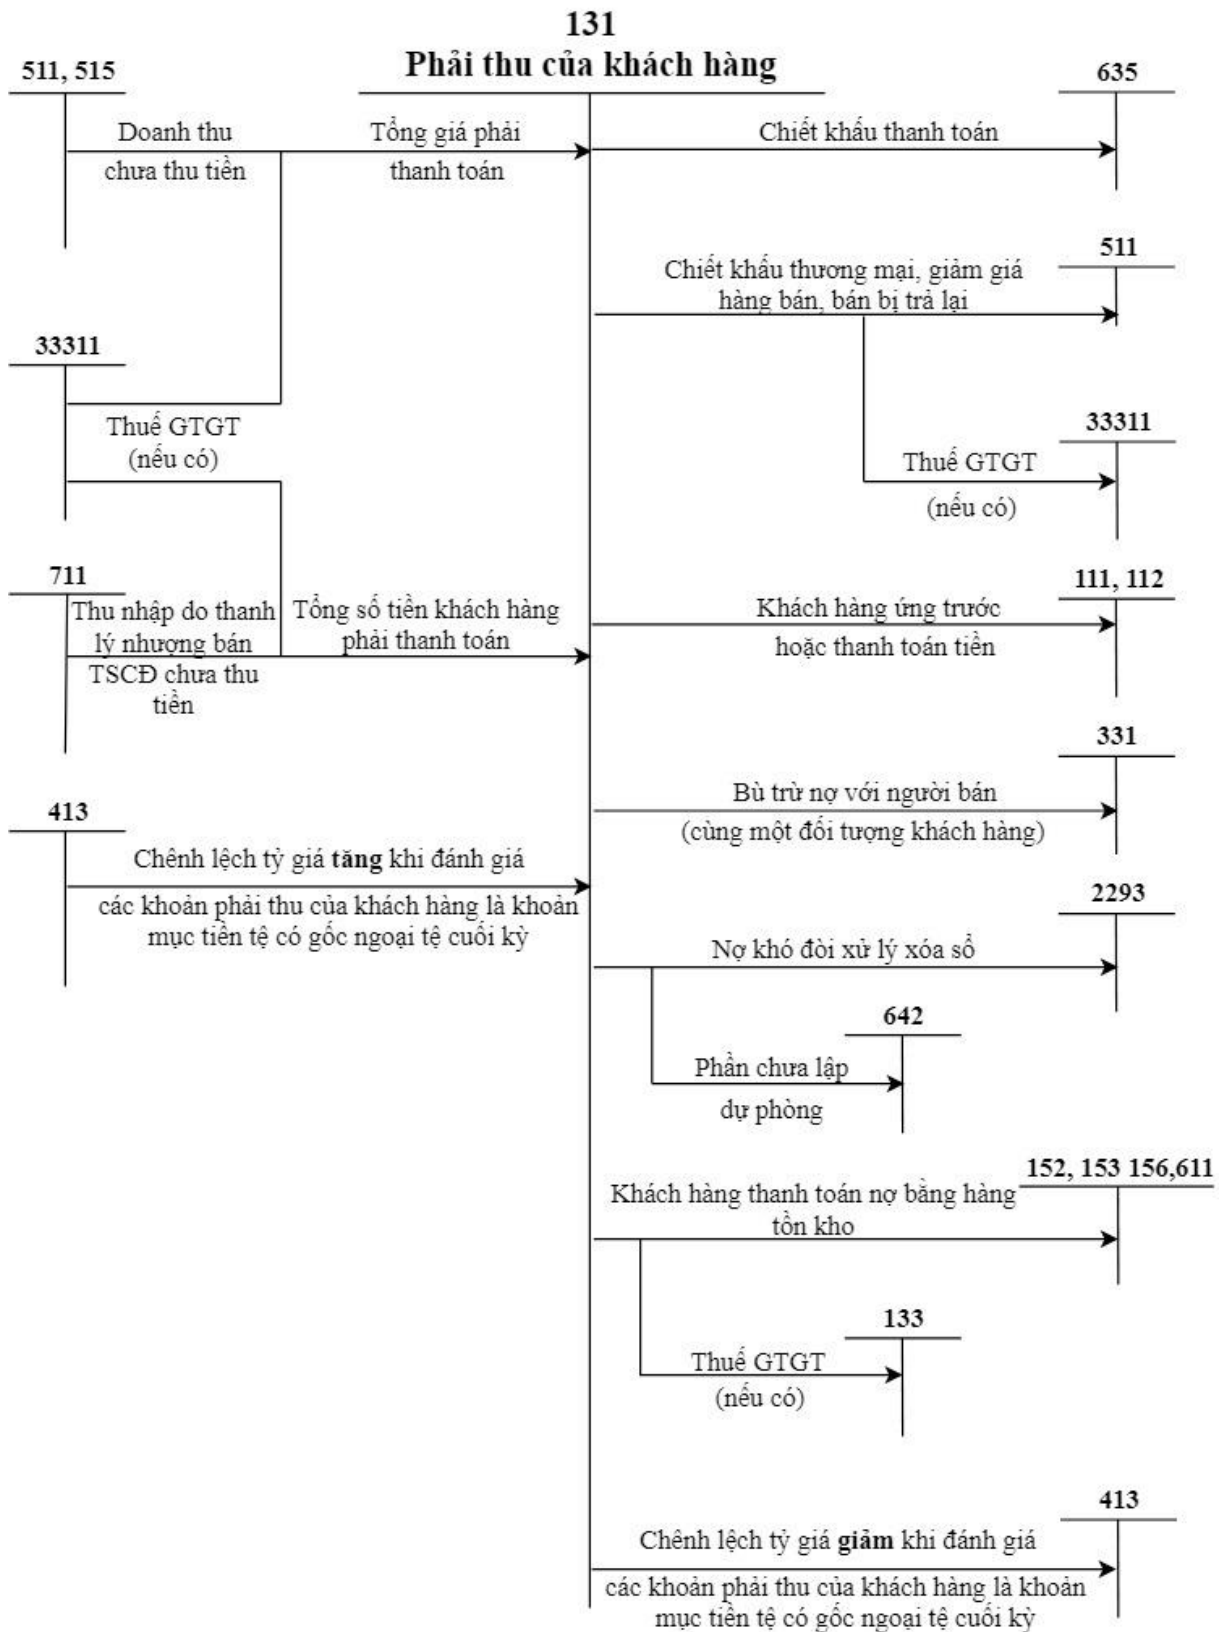 131
Phải thu của khách hàng
511, 515
635
Doanh thu
chưa thu tiền
Tổng giá phải
thanh toán
Chiết khấu thanh toán
511
Chiết khấu thương mại, giảm giá
hàng bán, bán bị trả lại
33311
Thuế GTGT
(nếu có)
33311
Thuế GTGT
(nếu có)
711
Thu nhập do thanh
lý nhượng bán
TSCĐ chưa thu
tiền
Tổng số tiền khách hàng
phải thanh toán
111, 112
Khách hàng ứng trước
hoặc thanh toán tiền
331
Bù trừ nợ với người bán
(cùng một đối tượng khách hàng)
413
Chênh lệch tỷ giá tăng khi đánh giá
các khoản phải thu của khách hàng là khoản
mục tiền tệ có gốc ngoại tệ cuối kỳ
2293
Nợ khó đòi xử lý xóa sổ
642
Phần chưa lập
dự phòng
152, 153 156,611
Khách hàng thanh toán nợ bằng hàng
tồn kho
133
Thuế GTGT
(nếu có)
413
Chênh lệch tỷ giá giảm khi đánh giá
các khoản phải thu của khách hàng là khoản
mục tiền tệ có gốc ngoại tệ cuối kỳ